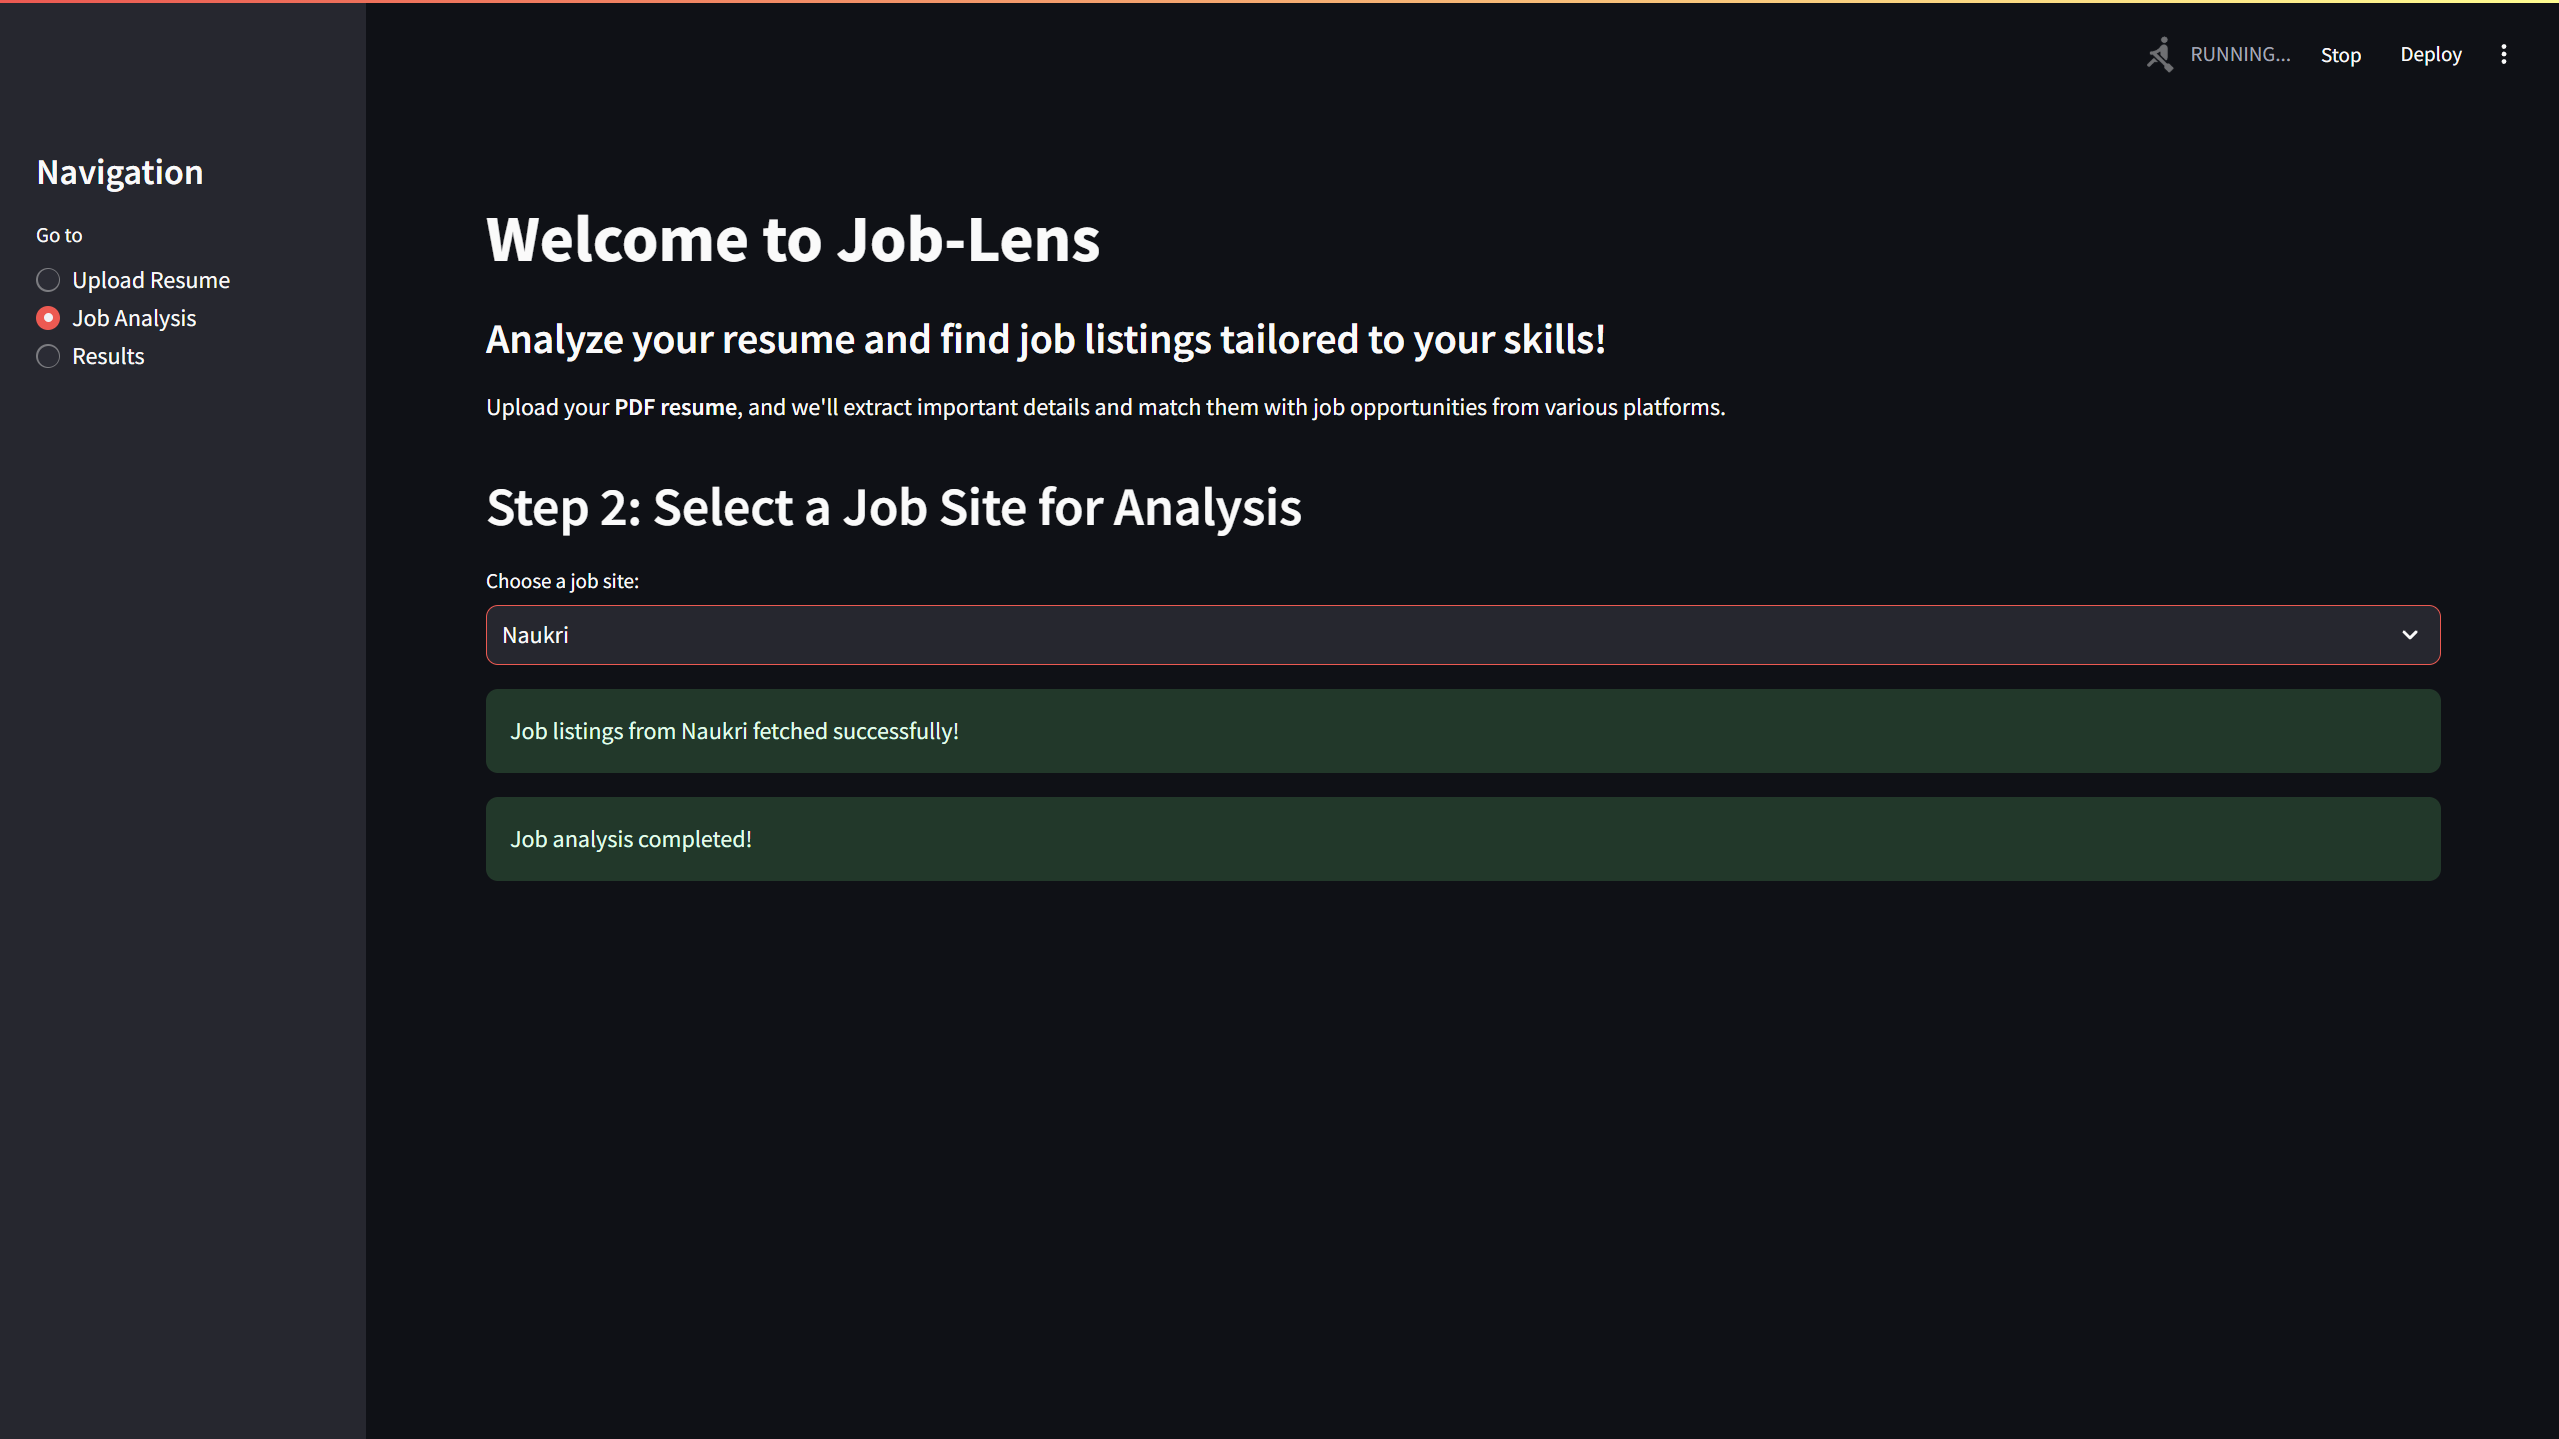 RUNNING...
Stop
Deploy
Navigation
Go to
Upload Resume
Job Analysis
Results
Welcome to Job-Lens
Analyze your resume and find job listings tailored to your skills!
Upload your PDF resume, and we'll extract important details and match them with job opportunities from various platforms.
Step 2: Select a Job Site for Analysis
Choose a job site:
Naukri
Job listings from Naukri fetched successfully!
Job analysis completed!